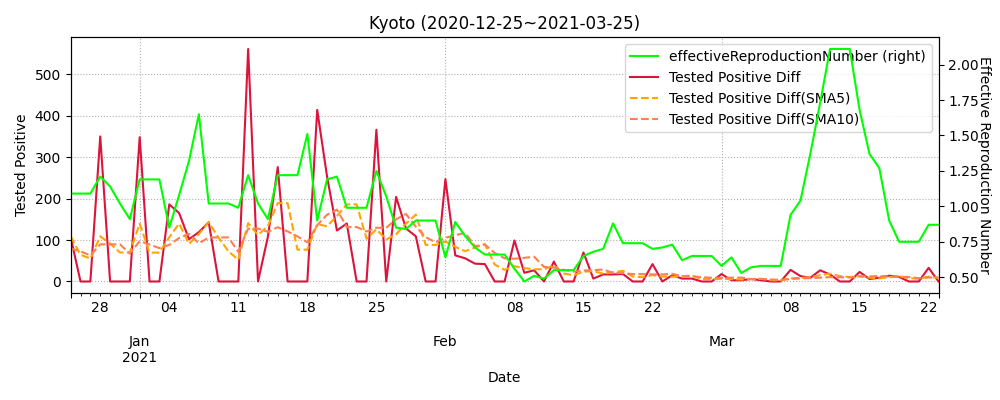 Kyoto (2020-12-25~2021-03-25)
effectiveReproductionNumber (right)
Tested Positive Diff
Tested Positive Diff(SMA5)
Tested Positive Diff(SMA10)
Tested Positive
500
400
300
200
100
0
Effective Reproduction Number
2.00
1.75
1.50
1.25
1.00
0.75
0.50
28 04 11 18 25 08 15 22 08 15 22
Jan Feb Mar
2021
Date